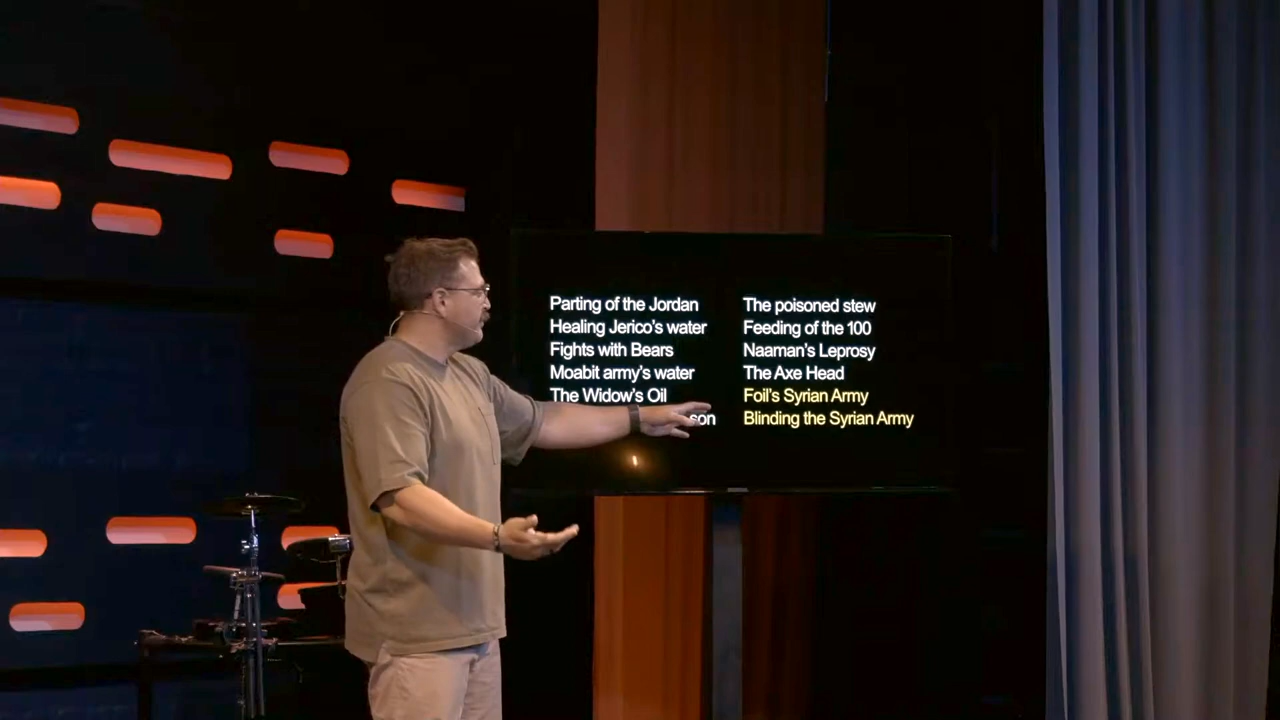 Parting of the Jordan
Healing Jerico's water
Fights with Bears
Moabit army's water
The Widow's Oil
son
The poisoned stew
Feeding of the 100
Naaman's Leprosy
The Axe Head
Foil's Syrian Army
Blinding the Syrian Army